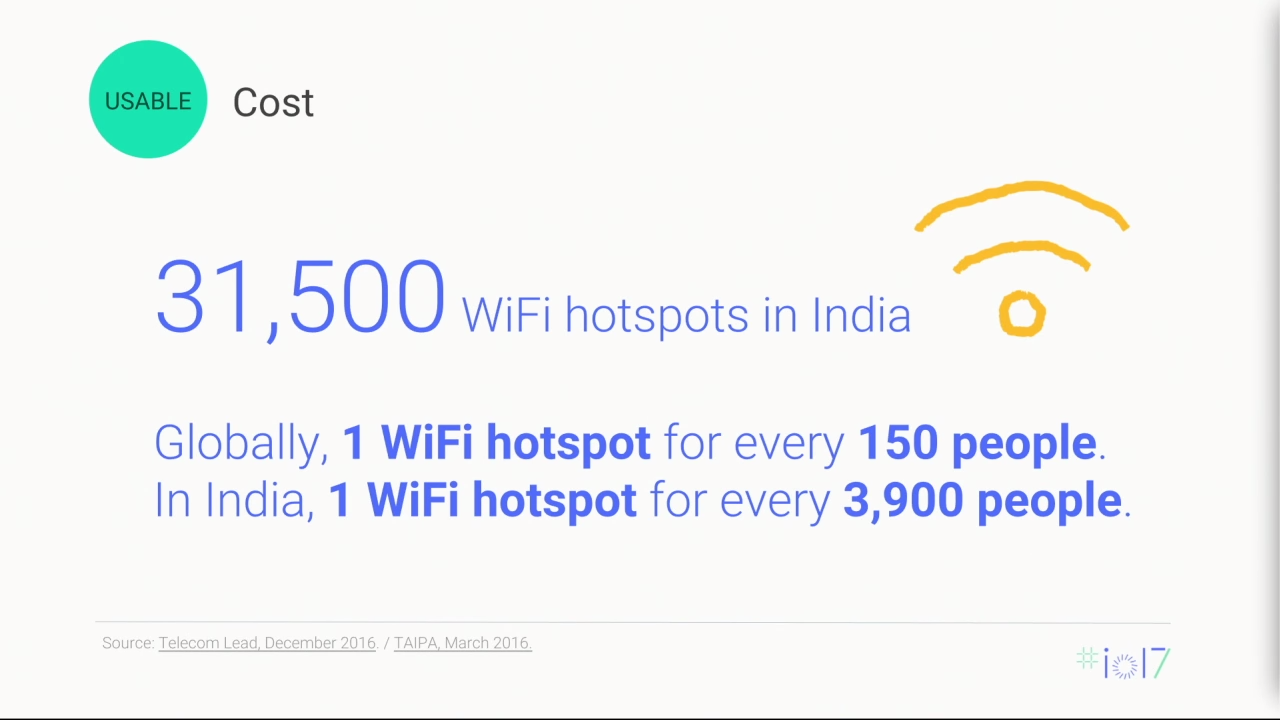 USABLE
Cost
31,500 WiFi hotspots in India
Globally, 1 WiFi hotspot for every 150 people.
In India, 1 WiFi hotspot for every 3,900 people.
Source: Telecom Lead, December 2016. / TAIPA, March 2016.
#io17